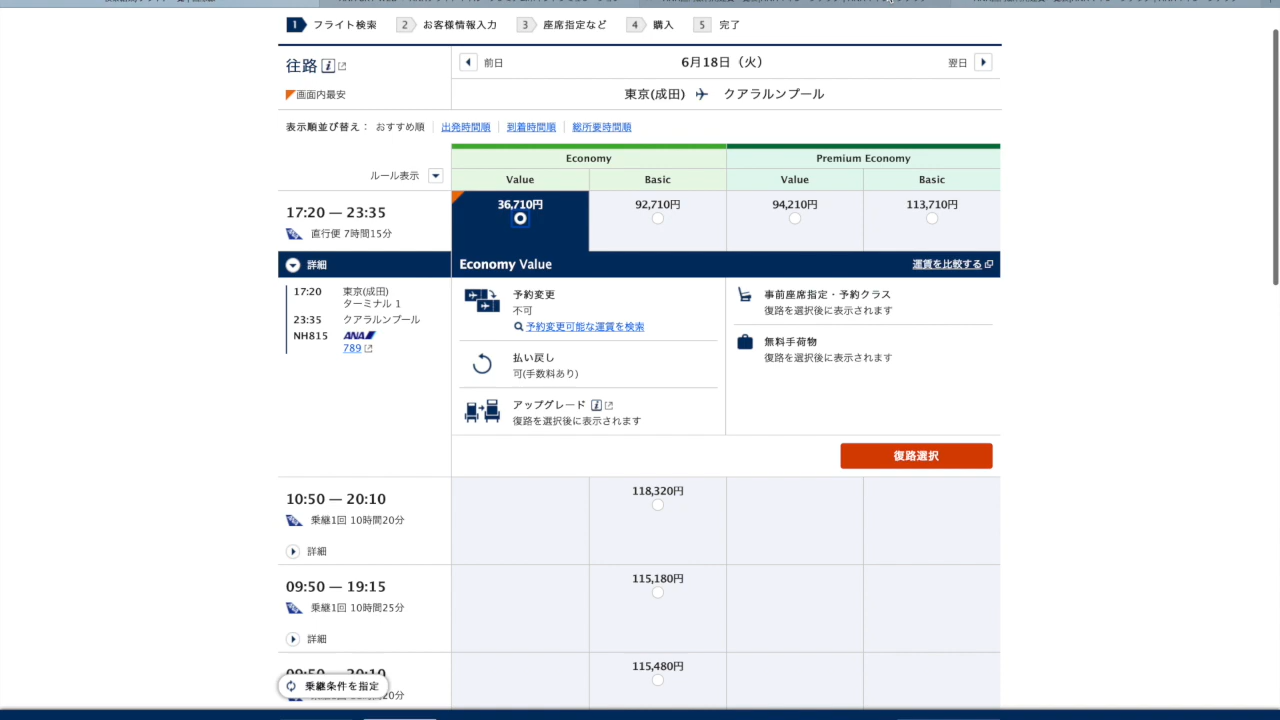 1 フライト検索 2 お客様情報入力 3 座席指定など 4 購入 5 完了
往路
前日 6月18日（火） 翌日
画面内最安
東京(成田) クアラルンプール
表示順並び替え： おすすめ順 出発時間順 到着時間順 総所要時間順
Economy Premium Economy
ルール表示 Value Basic Value Basic
17:20 — 23:35 36,710円 92,710円 94,210円 113,710円
直行便 7時間15分
詳細 Economy Value 運賃を比較する
17:20 東京(成田)
ターミナル 1
23:35 クアラルンプール
NH815 ANA
789
予約変更
不可
予約変更可能な運賃を検索
払い戻し
可(手数料あり)
アップグレード
復路を選択後に表示されます
事前座席指定・予約クラス
復路を選択後に表示されます
無料手荷物
復路を選択後に表示されます
復路選択
10:50 — 20:10 118,320円
乗継1回 10時間20分
詳細
09:50 — 19:15 115,180円
乗継1回 10時間25分
詳細
09:50 — 20:10 115,480円
乗継条件を指定